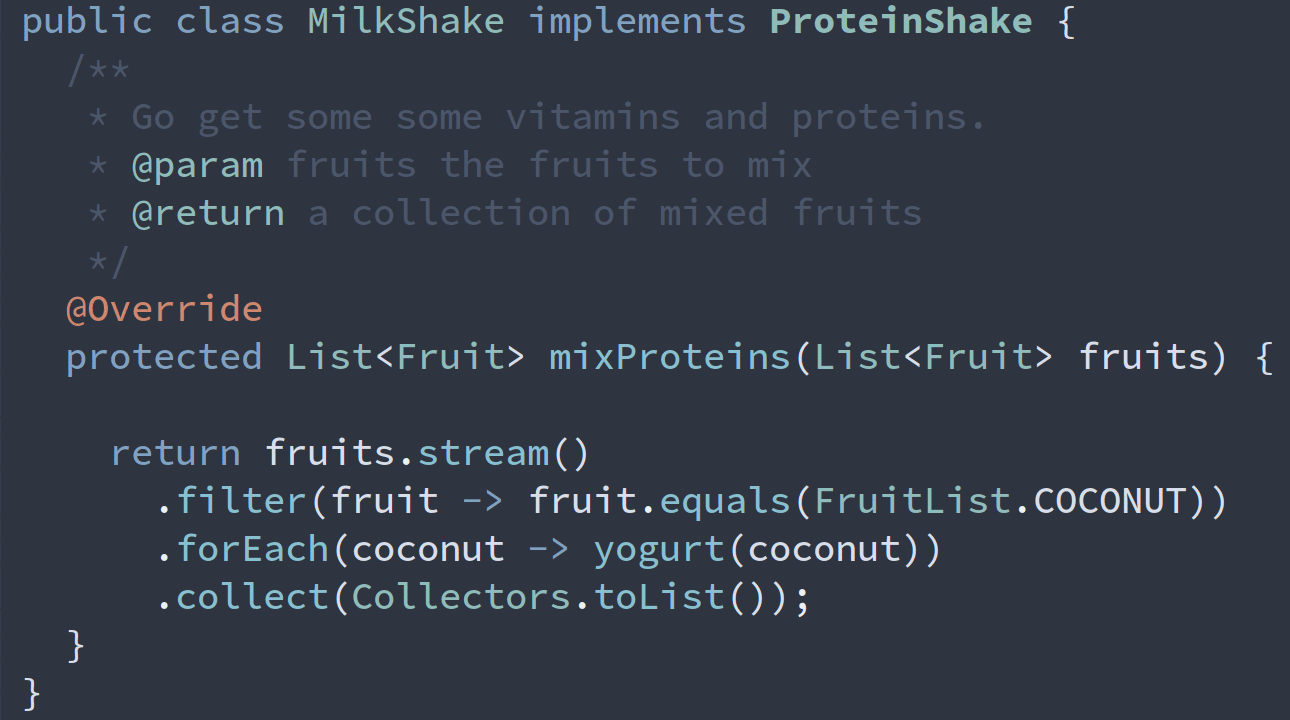 public class MilkShake implements ProteinShake {
  /**
   * Go get some some vitamins and proteins.
   * @param fruits the fruits to mix
   * @return a collection of mixed fruits
   */
  @Override
  protected List<Fruit> mixProteins(List<Fruit> fruits) {

    return fruits.stream()
      .filter(fruit -> fruit.equals(FruitList.COCONUT))
      .forEach(coconut -> yogurt(coconut))
      .collect(Collectors.toList());
  }
}